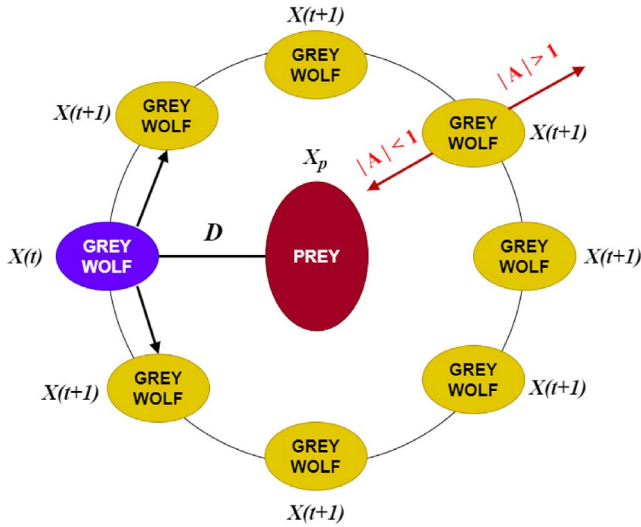 X(t+1)
GREY
WOLF
|A| > 1
X(t+1)
GREY
WOLF
GREY
WOLF
X(t+1)
|A| < 1
Xp
X(t)
GREY
WOLF
D
PREY
GREY
WOLF
X(t+1)
X(t+1)
GREY
WOLF
GREY
WOLF
X(t+1)
GREY
WOLF
X(t+1)